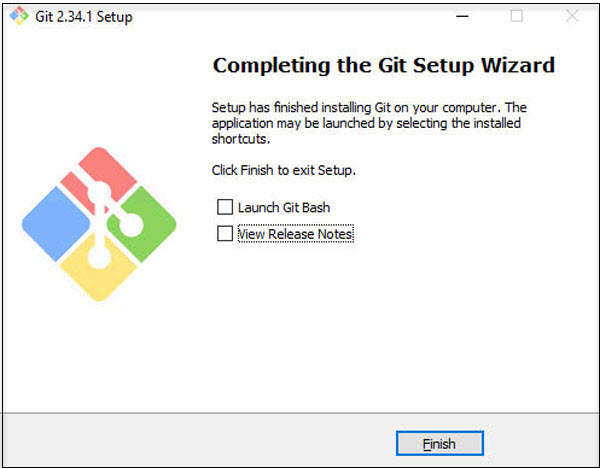 Git 2.34.1 Setup
Completing the Git Setup Wizard
Setup has finished installing Git on your computer. The
application may be launched by selecting the installed
shortcuts.
Click Finish to exit Setup.
Launch Git Bash
View Release Notes
Finish